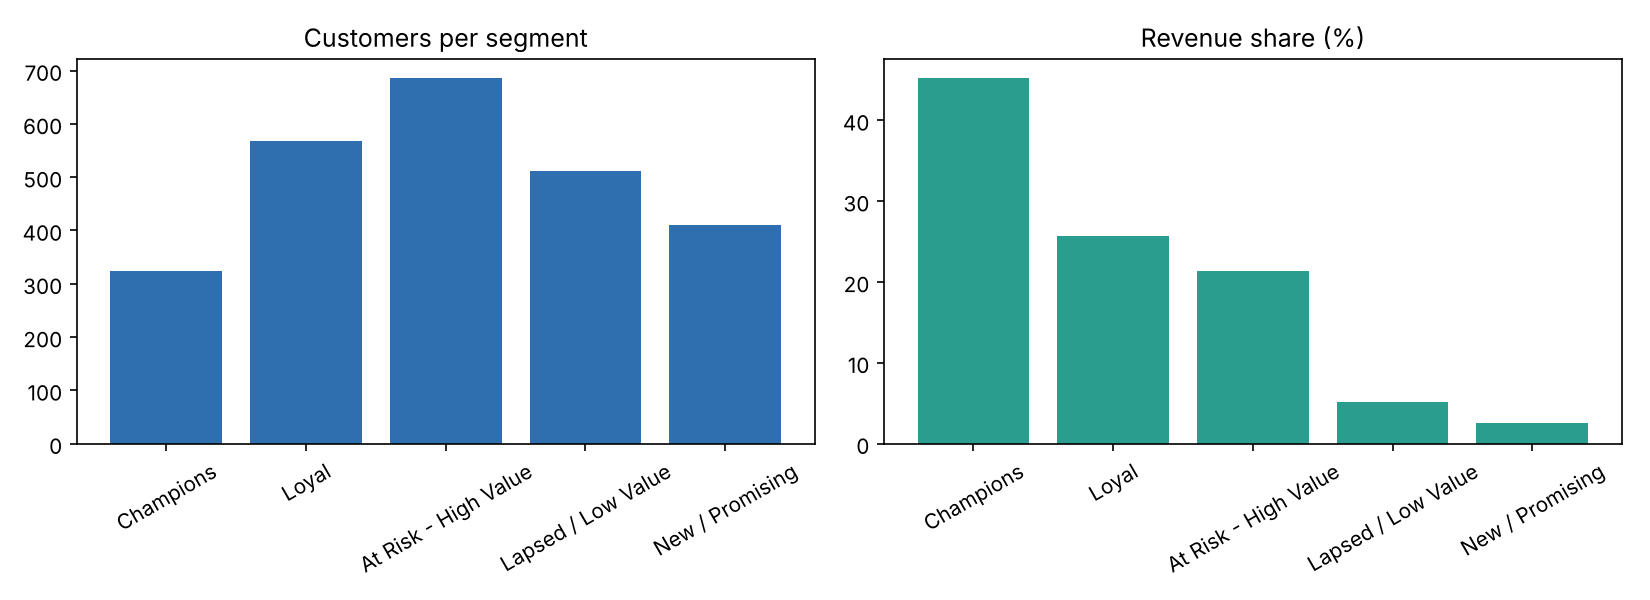 Customers per segment
700
600
500
400
300
200
100
0
Champions
Loyal
At Risk - High Value
Lapsed / Low Value
New / Promising
Revenue share (%)
40
30
20
10
0
Champions
Loyal
At Risk - High Value
Lapsed / Low Value
New / Promising